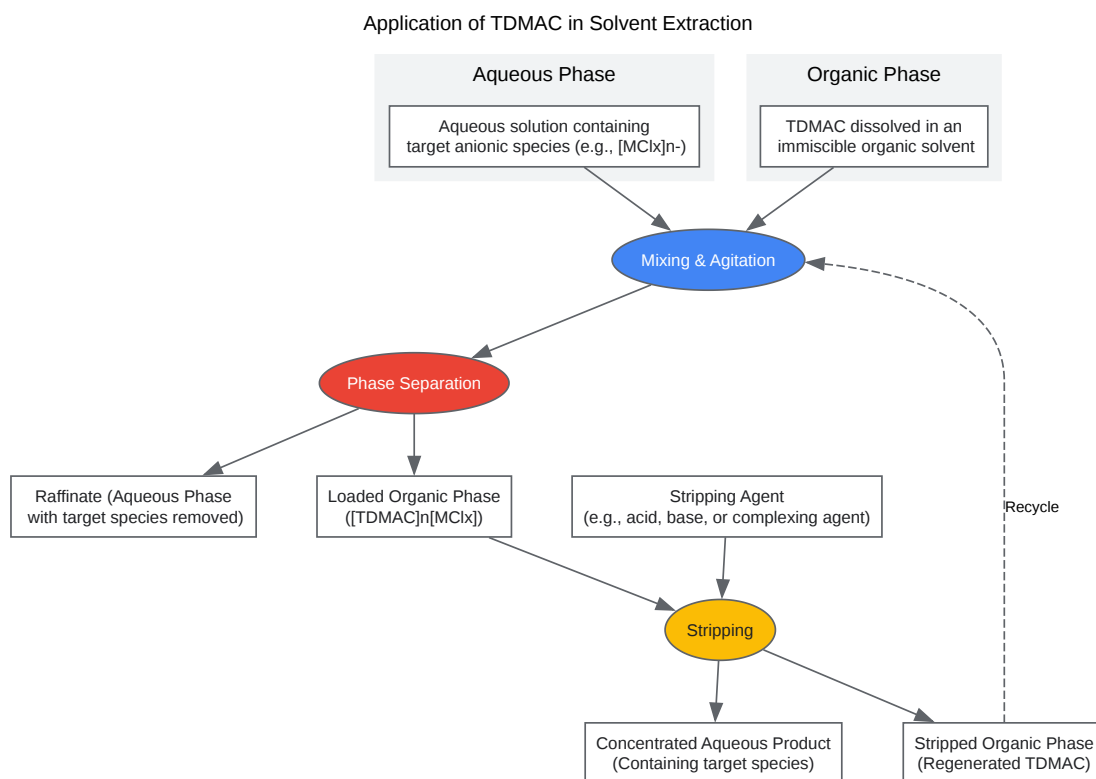 Application of TDMAC in Solvent Extraction
Aqueous Phase
Organic Phase
Aqueous solution containing
target anionic species (e.g., [MClx]n-)
TDMAC dissolved in an
immiscible organic solvent
Mixing & Agitation
Phase Separation
Raffinate (Aqueous Phase
with target species removed)
Loaded Organic Phase
([TDMAC]n[MClx])
Stripping Agent
(e.g., acid, base, or complexing agent)
Recycle
Stripping
Concentrated Aqueous Product
(Containing target species)
Stripped Organic Phase
(Regenerated TDMAC)